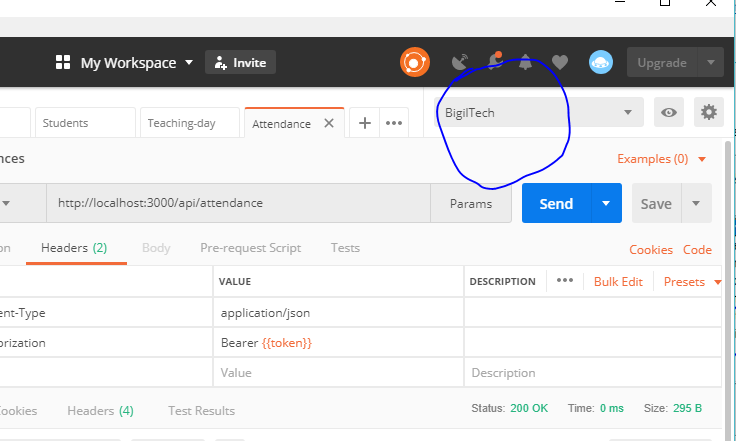 My Workspace Invite Upgrade
Students Teaching-day Attendance BigilTech
nces Examples (0)
http://localhost:3000/api/attendance Params Send Save
on Headers (2) Body Pre-request Script Tests Cookies Code
VALUE DESCRIPTION Bulk Edit Presets
ent-Type application/json
orization Bearer {{token}}
Value Description
ookies Headers (4) Test Results Status: 200 OK Time: 0 ms Size: 295 B